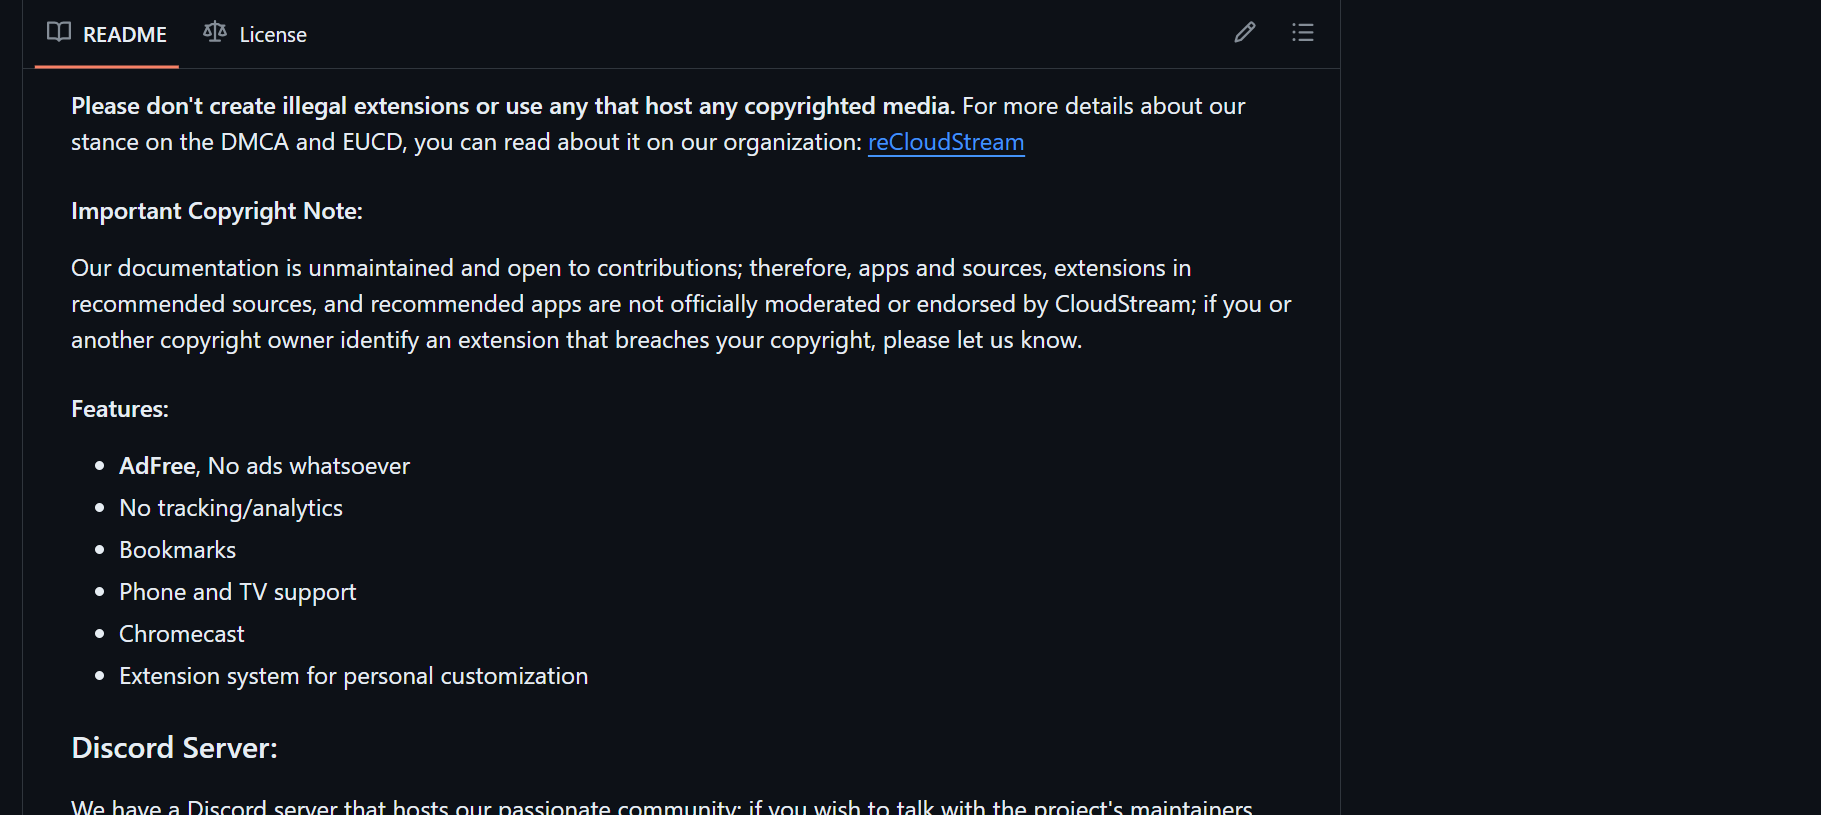 README License
Please don't create illegal extensions or use any that host any copyrighted media. For more details about our
stance on the DMCA and EUCD, you can read about it on our organization: reCloudStream
Important Copyright Note:
Our documentation is unmaintained and open to contributions; therefore, apps and sources, extensions in
recommended sources, and recommended apps are not officially moderated or endorsed by CloudStream; if you or
another copyright owner identify an extension that breaches your copyright, please let us know.
Features:
AdFree, No ads whatsoever
No tracking/analytics
Bookmarks
Phone and TV support
Chromecast
Extension system for personal customization
Discord Server:
We have a Discord server that hosts our passionate community; if you wish to talk with the project's maintainers